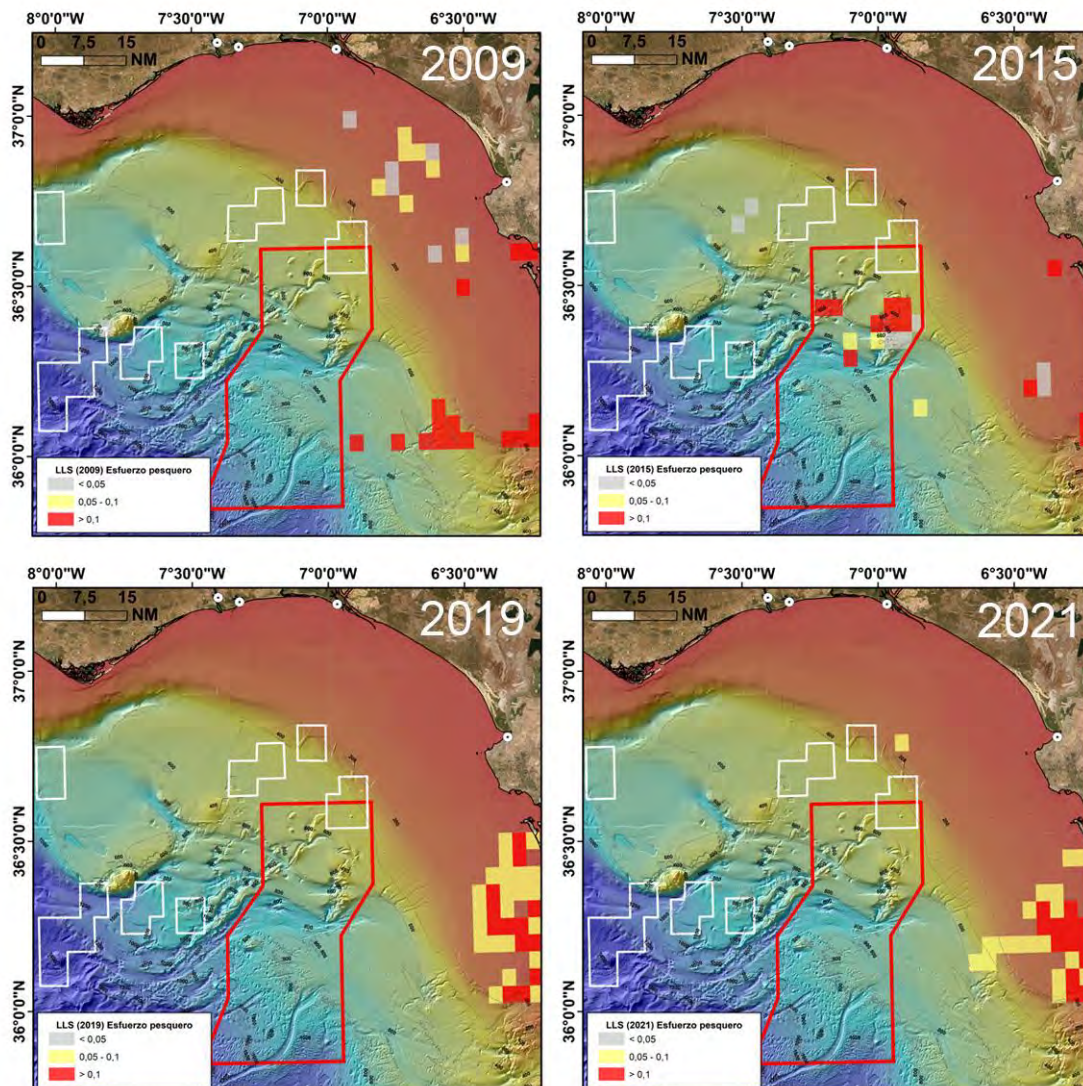 8°0'0"W 7°30'0"W 7°0'0"W 6°30'0"W 8°0'0"W 7°30'0"W 7°0'0"W 6°30'0"W
0 7,5 15
NM
2009
0 7,5 15
NM
2015
37°0'0"N
36°30'0"N
36°0'0"N
37°0'0"N
36°30'0"N
36°0'0"N
LLS (2009) Esfuerzo pesquero
< 0,05
0,05 - 0,1
> 0,1
LLS (2015) Esfuerzo pesquero
< 0,05
0,05 - 0,1
> 0,1
8°0'0"W 7°30'0"W 7°0'0"W 6°30'0"W 8°0'0"W 7°30'0"W 7°0'0"W 6°30'0"W
0 7,5 15
NM
2019
0 7,5 15
NM
2021
37°0'0"N
36°30'0"N
36°0'0"N
37°0'0"N
36°30'0"N
36°0'0"N
LLS (2019) Esfuerzo pesquero
< 0,05
0,05 - 0,1
> 0,1
LLS (2021) Esfuerzo pesquero
< 0,05
0,05 - 0,1
> 0,1